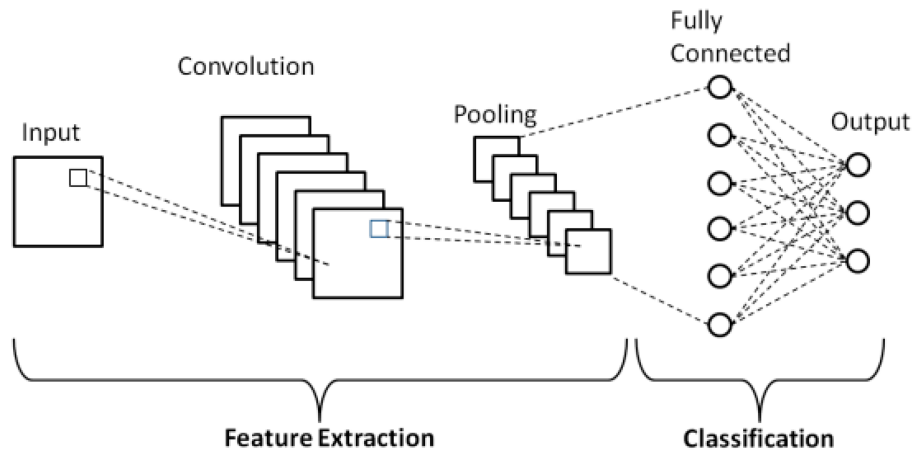 Input
Convolution
Pooling
Fully
Connected
Output
Feature Extraction
Classification